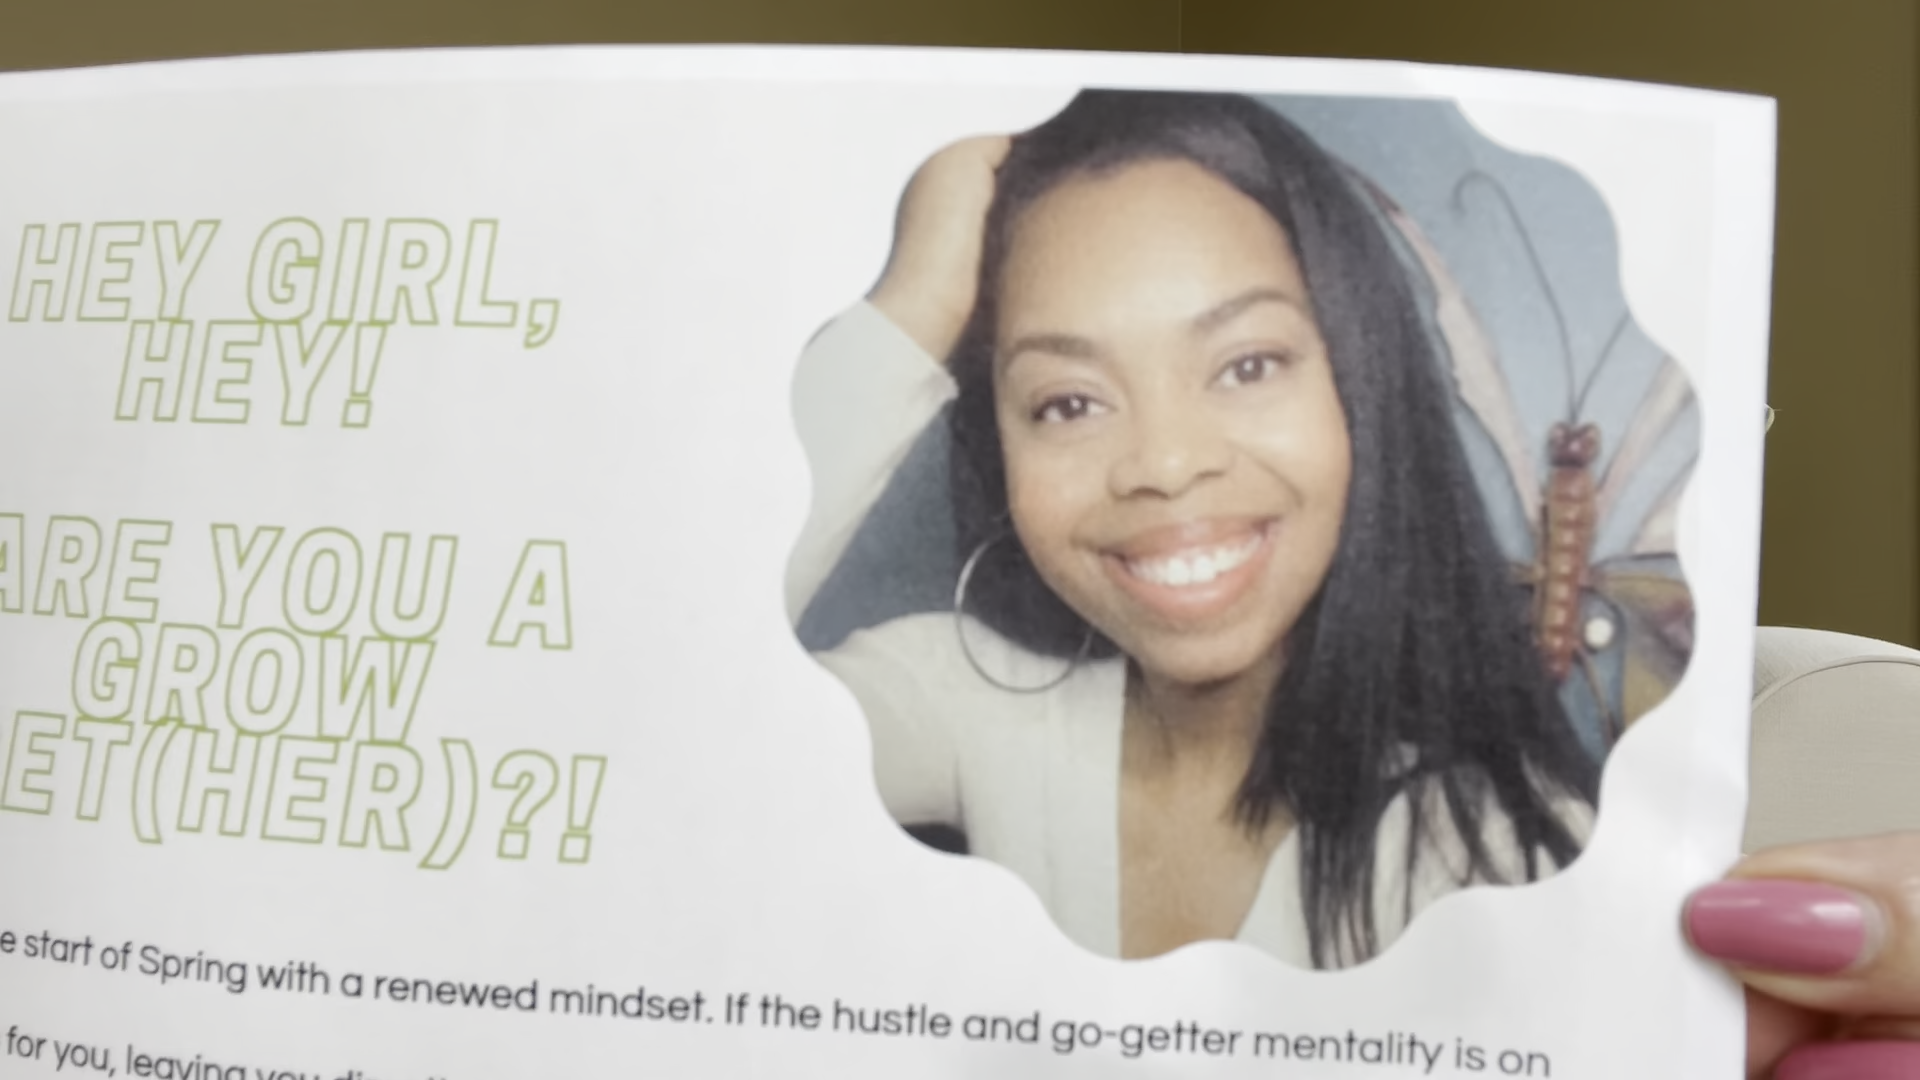 HEY GIRL,
HEY!
ARE YOU A
GROW
ET(HER)?!
e start of Spring with a renewed mindset. If the hustle and go-getter mentality is on
for you, leaving you